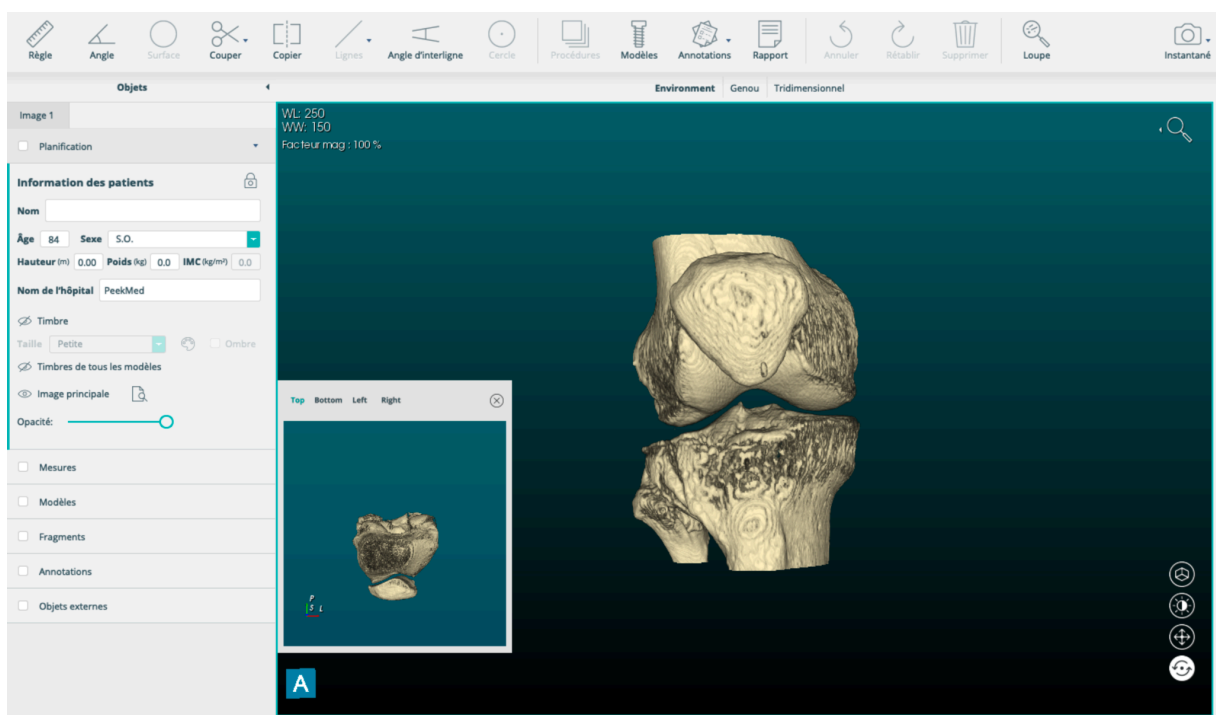 Règle Angle Surface Couper Copier Lignes Angle d'interligne Cercle Procédures Modèles Annotations Rapport Annuler Rétablir Supprimer Loupe Instantané
Objets
Environment Genou Tridimensionnel
Image 1
Planification
Information des patients
Nom
Âge 84 Sexe S.O.
Hauteur (m) 0.00 Poids (kg) 0.0 IMC (kg/m²) 0.0
Nom de l'hôpital PeekMed
Timbre
Taille Petite Ombre
Timbres de tous les modèles
Image principale
Opacité:
Mesures
Modèles
Fragments
Annotations
Objets externes
WL: 250
WW: 150
Facteur mag : 100 %
Top Bottom Left Right
P
S L
A